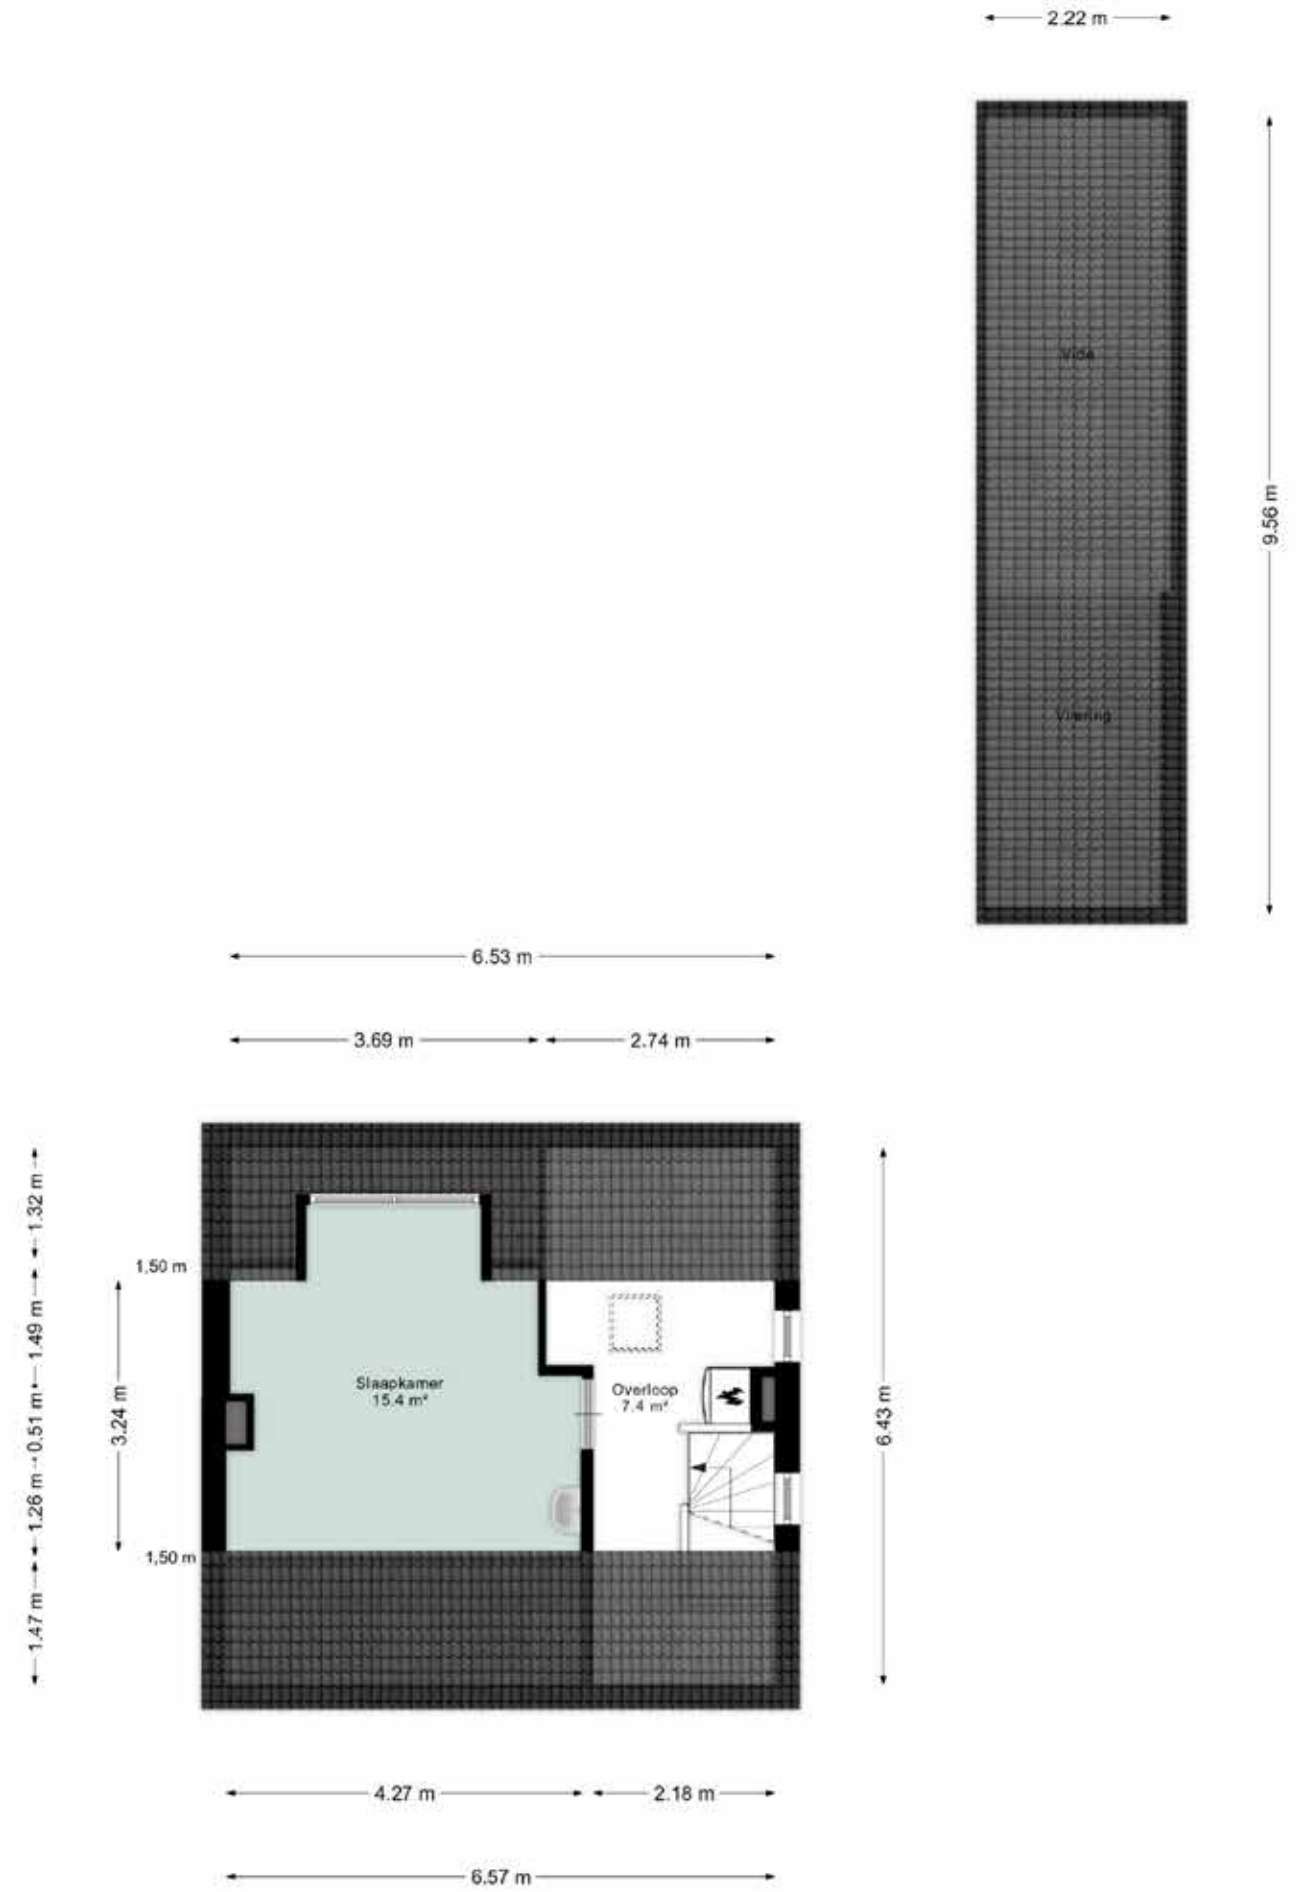 2.22 m
Vide
9.56 m
Vliering
6.53 m
3.69 m
2.74 m
1.32 m
1,50 m
1.49 m
Slaapkamer
15.4 m²
Overloop
7.4 m²
3.24 m
0.51 m
6.43 m
1.26 m
1,50 m
1.47 m
4.27 m
2.18 m
6.57 m